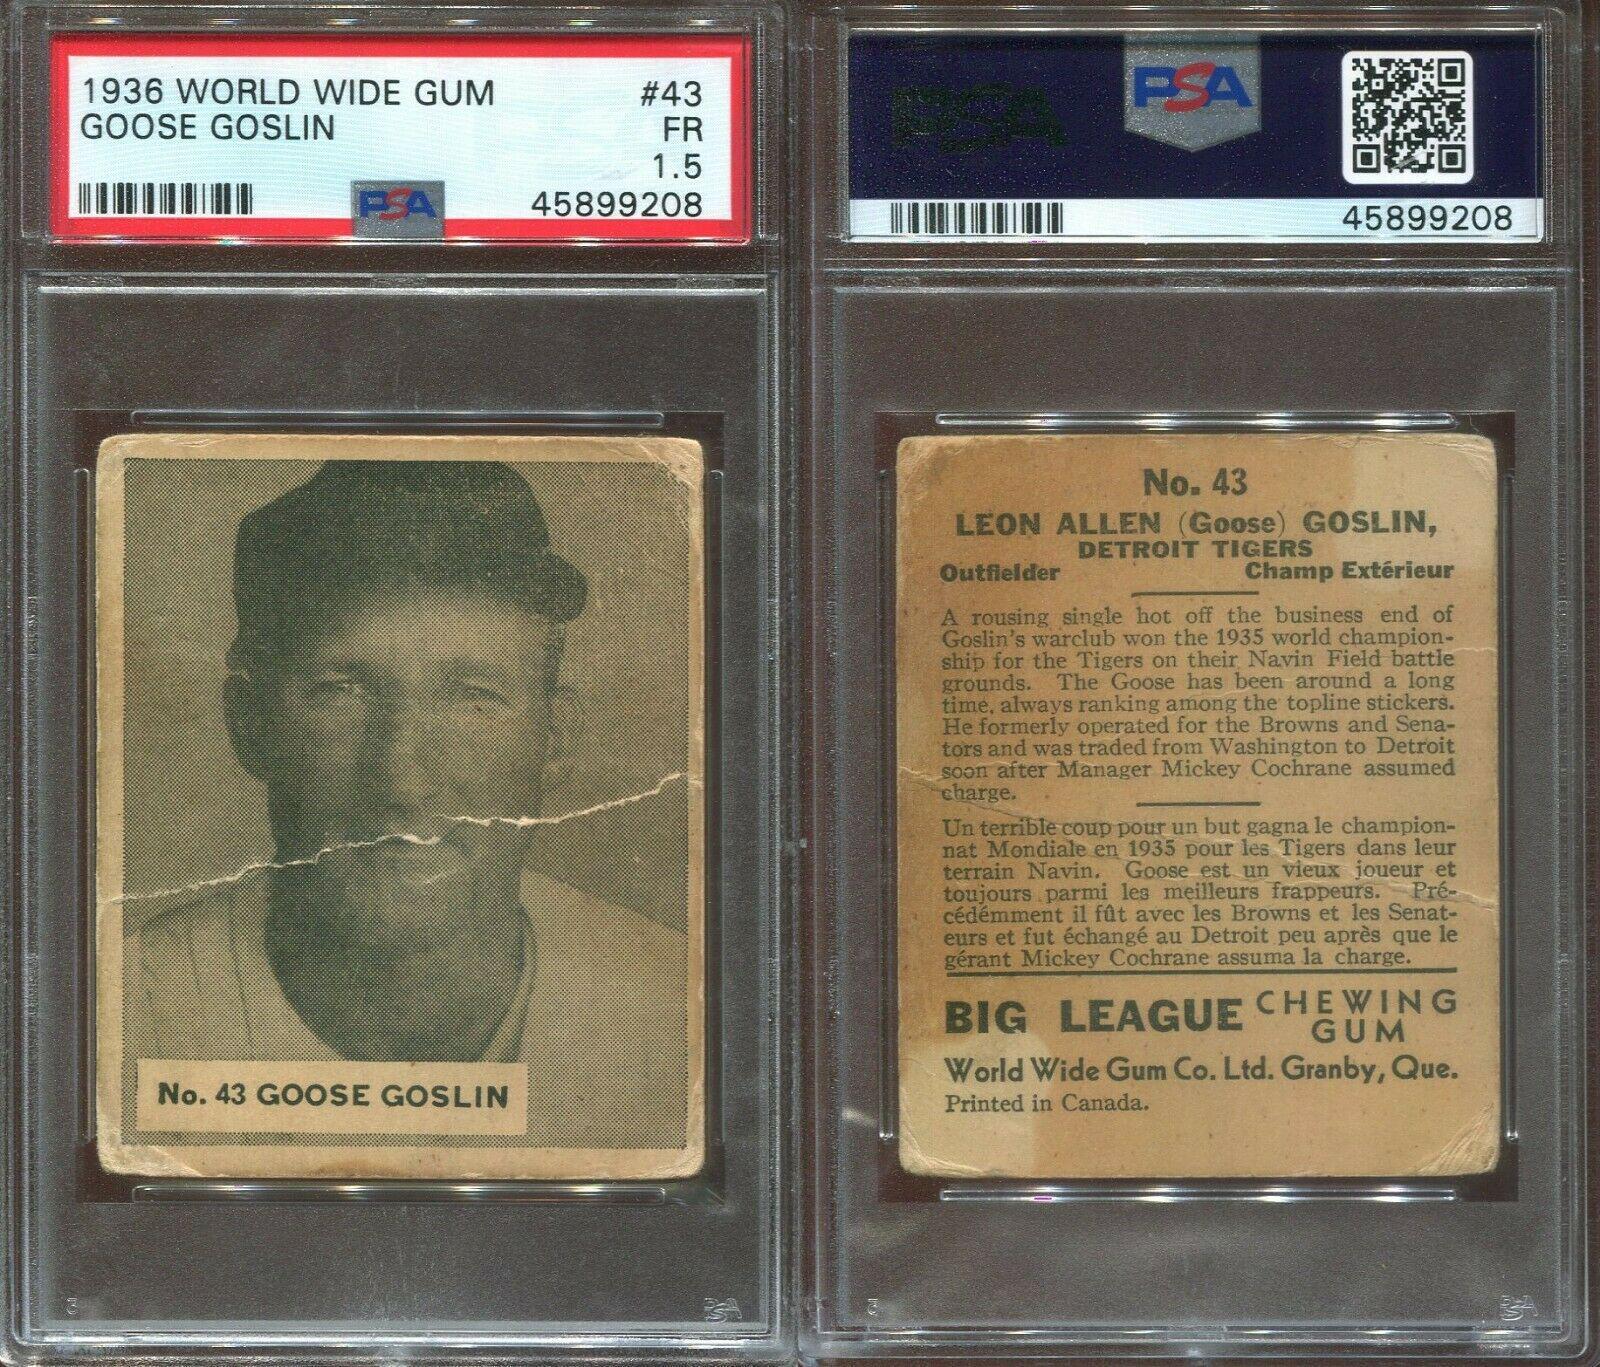 1936 WORLD WIDE GUM #43
GOOSE GOSLIN FR
1.5
PSA 45899208
No. 43 GOOSE GOSLIN
PSA
PSA
PSA
45899208
No. 43
LEON ALLEN (Goose) GOSLIN,
DETROIT TIGERS
Outfielder Champ Extérieur
A rousing single hot off the business end of
Goslin's warclub won the 1935 world champion-
ship for the Tigers on their Navin Field battle
grounds. The Goose has been around a long
time, always ranking among the topline stickers.
He formerly operated for the Browns and Sena-
tors and was traded from Washington to Detroit
soon after Manager Mickey Cochrane assumed
charge.
Un terrible coup pour un but gagna le champion-
nat Mondiale en 1935 pour les Tigers dans leur
terrain Navin. Goose est un vieux joueur et
toujours parmi les meilleurs frappeurs. Pré-
cédémment il fût avec les Browns et les Senat-
eurs et fut échangé au Detroit peu après que le
gérant Mickey Cochrane assuma la charge.
BIG LEAGUE CHEWING
GUM
World Wide Gum Co. Ltd. Granby, Que.
Printed in Canada.
PSA